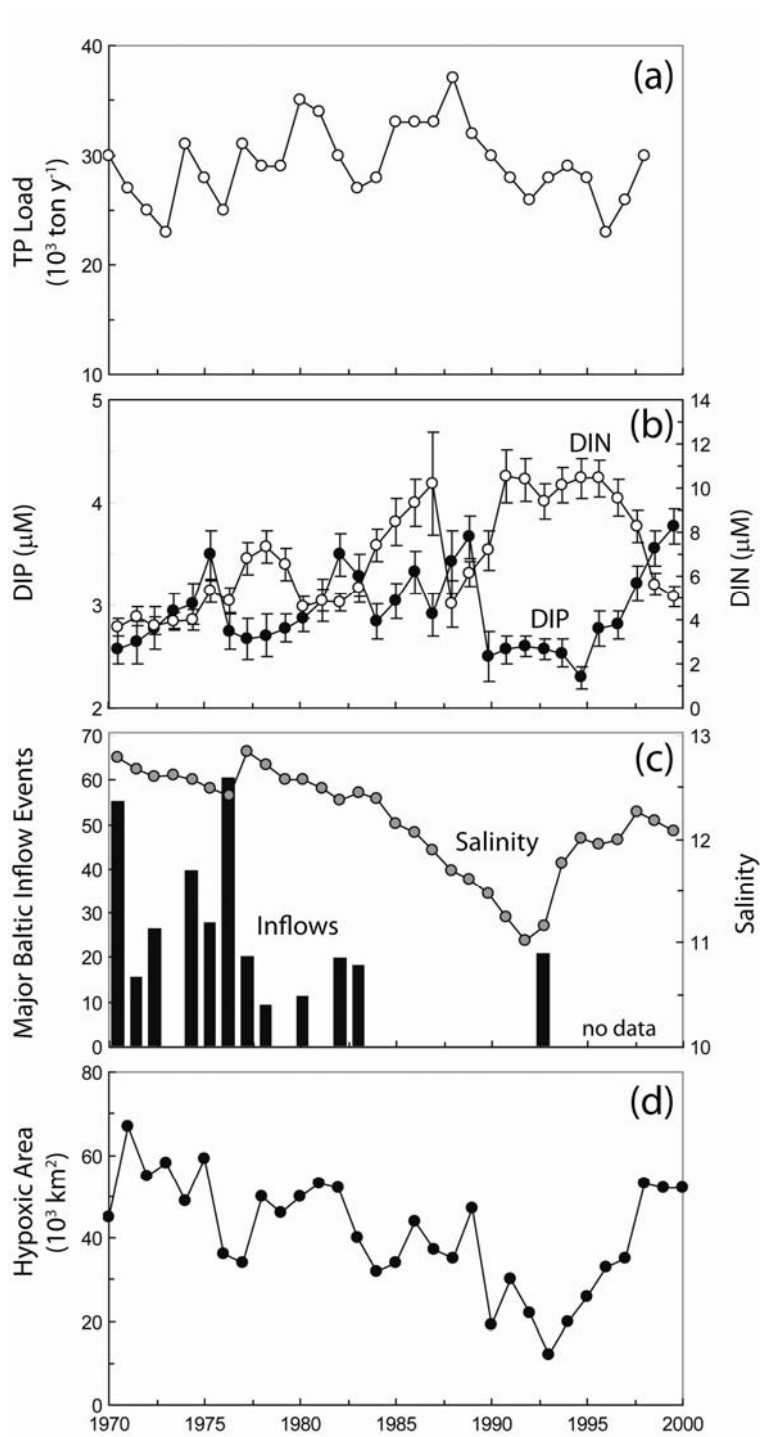 (a)
TP Load
(10³ ton y⁻¹)
40
30
20
10
(b)
DIP (μM)
5
4
3
2
DIN
DIP
14
12
10
8
6
4
2
0
DIN (μM)
(c)
Major Baltic Inflow Events
70
60
50
40
30
20
10
0
Salinity
Inflows
no data
13
12
11
10
Salinity
(d)
Hypoxic Area
(10³ km²)
80
60
40
20
0
1970 1975 1980 1985 1990 1995 2000